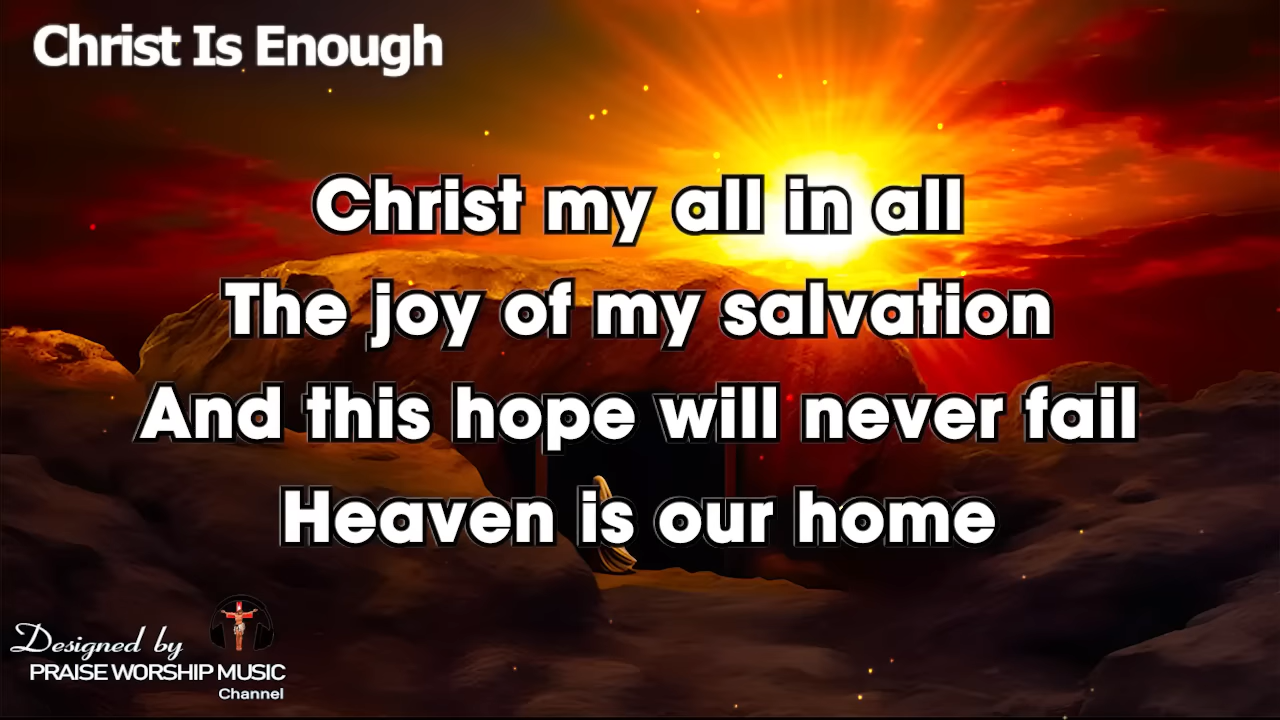 Christ Is Enough
Christ my all in all
The joy of my salvation
And this hope will never fail
Heaven is our home
Designed by
PRAISE WORSHIP MUSIC
Channel